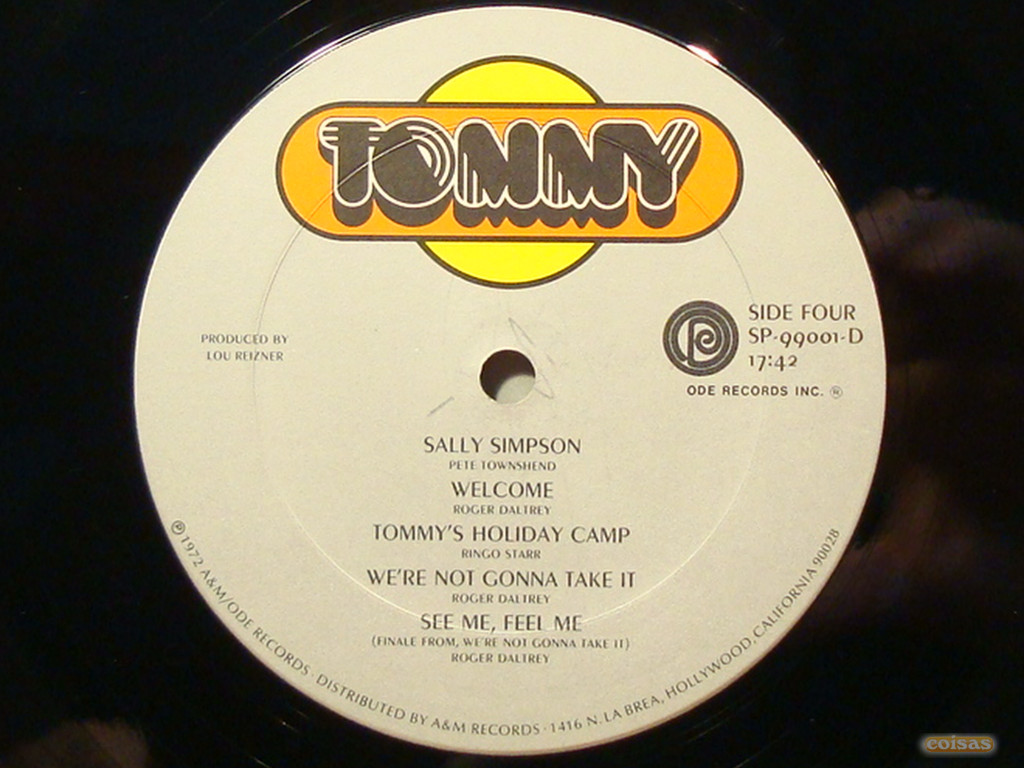 TOMMY
SIDE FOUR
SP-99001-D
17:42
ODE RECORDS INC. ®
PRODUCED BY
LOU REIZNER
SALLY SIMPSON
PETE TOWNSHEND
WELCOME
ROGER DALTREY
TOMMY'S HOLIDAY CAMP
RINGO STARR
WE'RE NOT GONNA TAKE IT
ROGER DALTREY
SEE ME, FEEL ME
(FINALE FROM, WE'RE NOT GONNA TAKE IT)
ROGER DALTREY
℗ 1972 A&M/ODE RECORDS · DISTRIBUTED BY A&M RECORDS · 1416 N. LA BREA, HOLLYWOOD, CALIFORNIA 90028
coisas